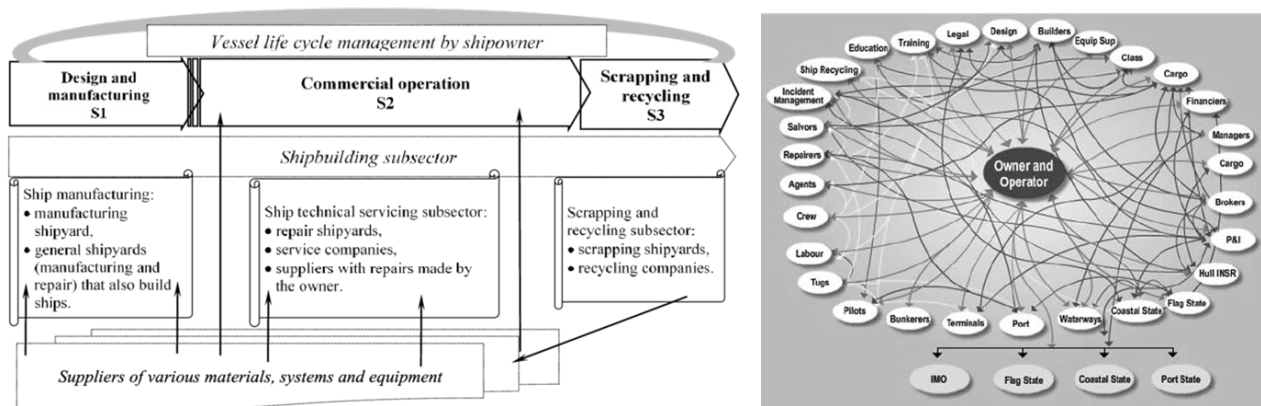 Vessel life cycle management by shipowner
Design and
manufacturing
S1
Commercial operation
S2
Scrapping and
recycling
S3
Shipbuilding subsector
Ship manufacturing:
• manufacturing
shipyard,
• general shipyards
(manufacturing and
repair) that also build
ships.
Ship technical servicing subsector:
• repair shipyards,
• service companies,
• suppliers with repairs made by
the owner.
Scrapping and
recycling subsector:
• scrapping shipyards,
• recycling companies.
Suppliers of various materials, systems and equipment
Owner and
Operator
Legal
Design
Builders
Equip Sup
Class
Cargo
Financiers
Managers
Cargo
Brokers
P&I
Hull INSR
Flag State
Coastal State
Waterways
Port
Terminals
Bunkerers
Pilots
Tugs
Labour
Crew
Agents
Repairers
Salvors
Incident
Management
Ship Recycling
Education
Training
IMO
Flag State
Coastal State
Port State